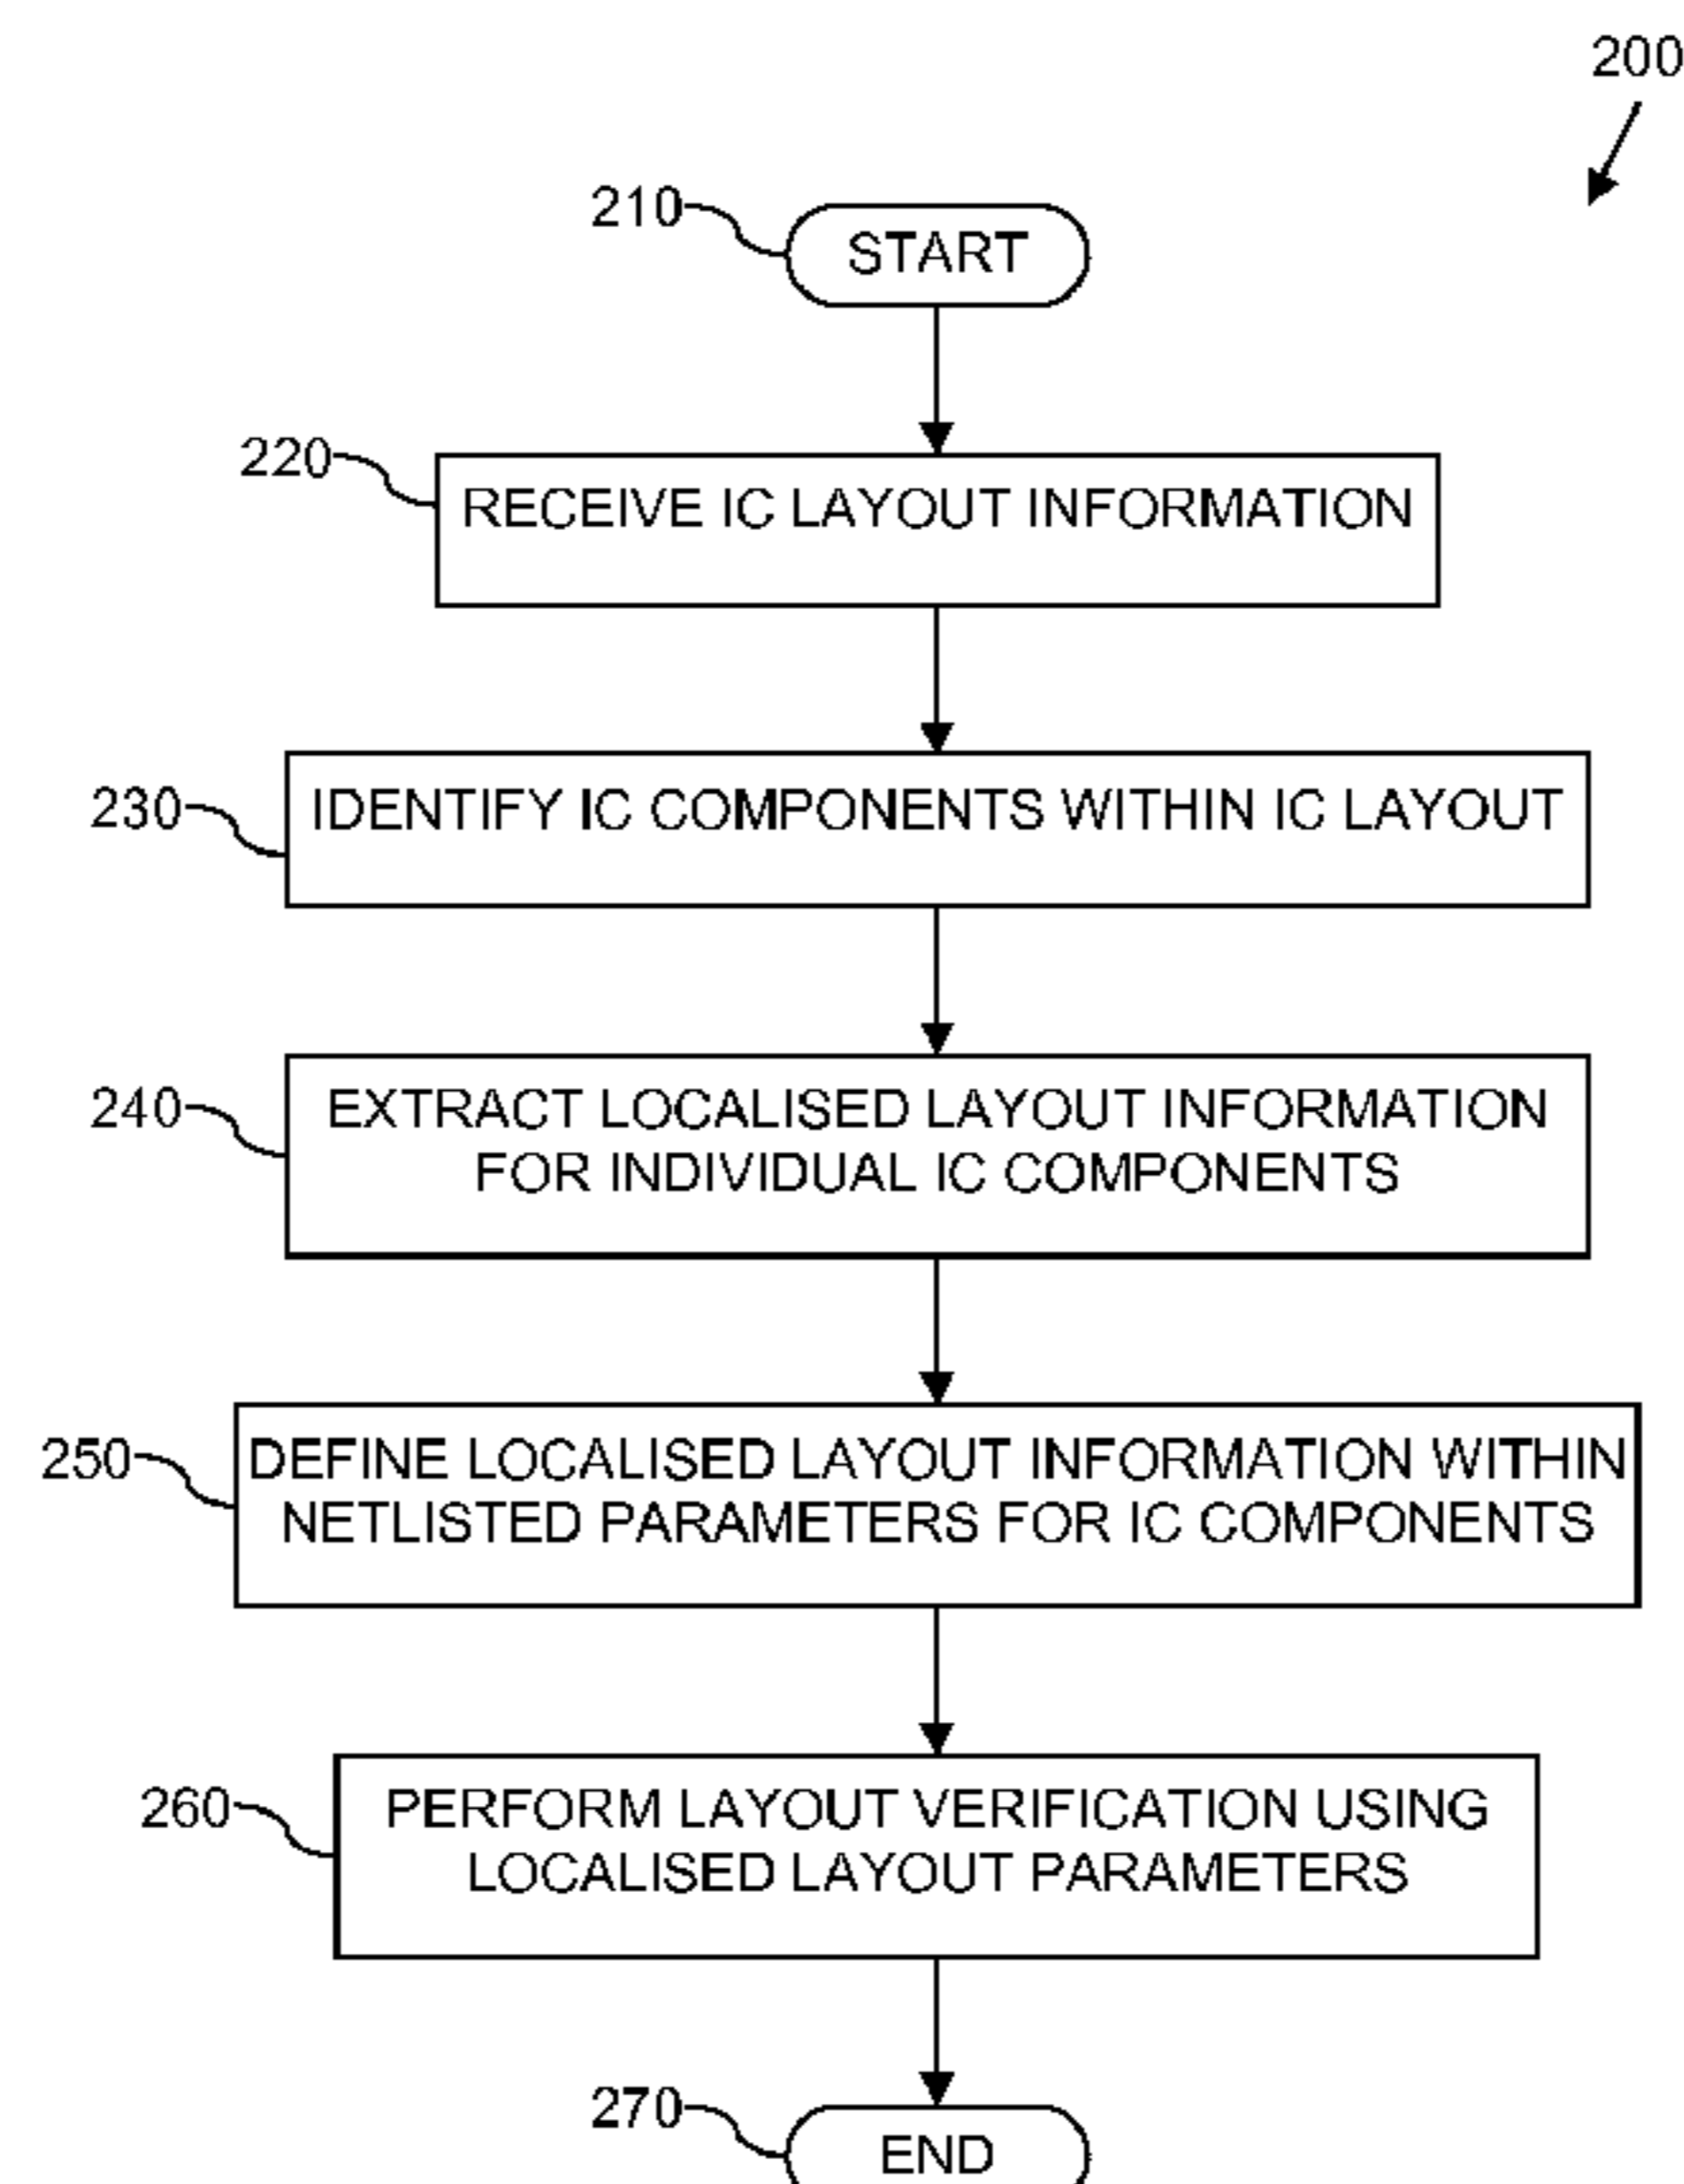 200
210
START
220
RECEIVE IC LAYOUT INFORMATION
230
IDENTIFY IC COMPONENTS WITHIN IC LAYOUT
240
EXTRACT LOCALISED LAYOUT INFORMATION
FOR INDIVIDUAL IC COMPONENTS
250
DEFINE LOCALISED LAYOUT INFORMATION WITHIN
NETLISTED PARAMETERS FOR IC COMPONENTS
260
PERFORM LAYOUT VERIFICATION USING
LOCALISED LAYOUT PARAMETERS
270
END